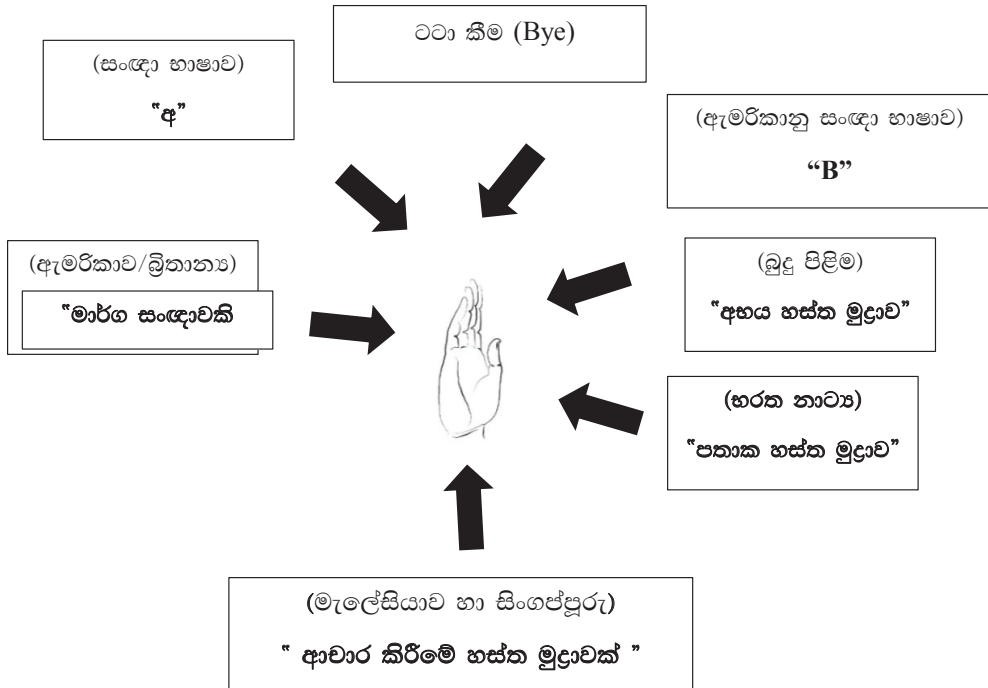 ටටා කීම (Bye)
(සංඥා භාෂාව)
“අ”
(ඇමරිකානු සංඥා භාෂාව)
“B”
(ඇමරිකාව/බ්‍රිතාන්‍ය)
“මාර්ග සංඥාවකි
(බුදු පිළිම)
“අභය හස්ත මුද්‍රාව”
(භරත නාට්‍ය)
“පතාක හස්ත මුද්‍රාව”
(මැලේසියාව හා සිංගප්පූරු)
“ ආචාර කිරීමේ හස්ත මුද්‍රාවක් ”